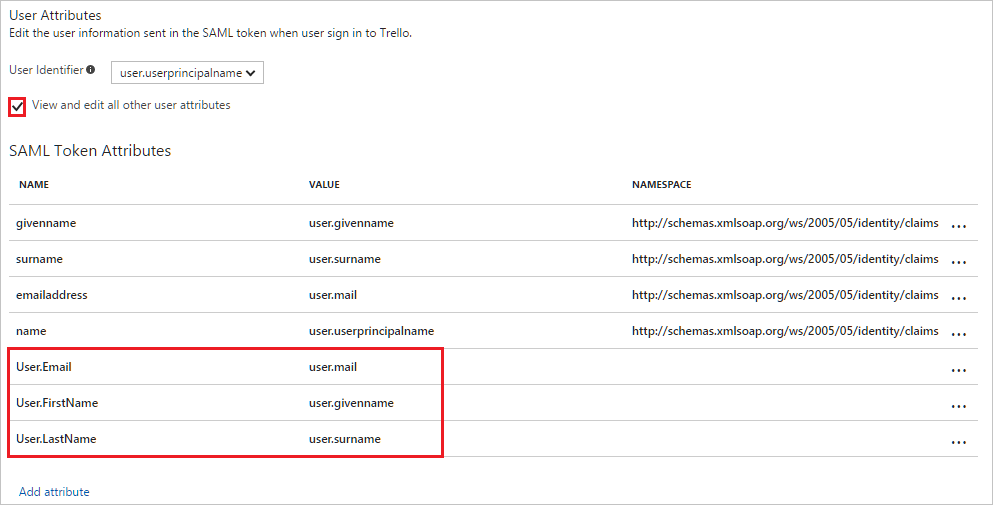 User Attributes
Edit the user information sent in the SAML token when user sign in to Trello.
User Identifier
user.userprincipalname
View and edit all other user attributes
SAML Token Attributes
NAME VALUE NAMESPACE
givenname user.givenname http://schemas.xmlsoap.org/ws/2005/05/identity/claims ...
surname user.surname http://schemas.xmlsoap.org/ws/2005/05/identity/claims ...
emailaddress user.mail http://schemas.xmlsoap.org/ws/2005/05/identity/claims ...
name user.userprincipalname http://schemas.xmlsoap.org/ws/2005/05/identity/claims ...
User.Email user.mail ...
User.FirstName user.givenname ...
User.LastName user.surname ...
Add attribute